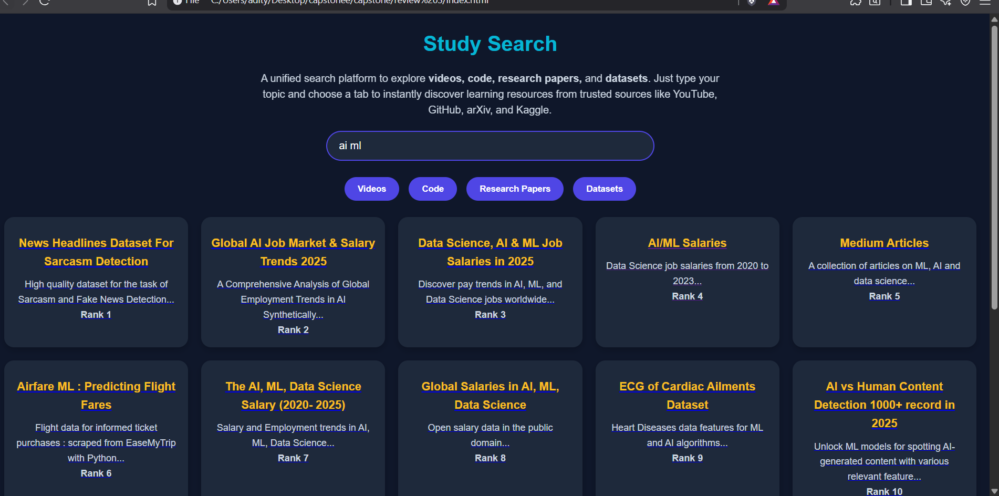 File C:/Users/adity/Desktop/capstonee/capstone/review%203/index.html
Study Search
A unified search platform to explore videos, code, research papers, and datasets. Just type your
topic and choose a tab to instantly discover learning resources from trusted sources like YouTube,
GitHub, arXiv, and Kaggle.
ai ml
Videos Code Research Papers Datasets
News Headlines Dataset For
Sarcasm Detection
High quality dataset for the task of
Sarcasm and Fake News Detection...
Rank 1
Global AI Job Market & Salary
Trends 2025
A Comprehensive Analysis of Global
Employment Trends in AI
Synthetically...
Rank 2
Data Science, AI & ML Job
Salaries in 2025
Discover pay trends in AI, ML, and
Data Science jobs worldwide...
Rank 3
AI/ML Salaries
Data Science job salaries from 2020 to
2023...
Rank 4
Medium Articles
A collection of articles on ML, AI and
data science...
Rank 5
Airfare ML : Predicting Flight
Fares
Flight data for informed ticket
purchases : scraped from EaseMyTrip
with Python...
Rank 6
The AI, ML, Data Science
Salary (2020- 2025)
Salary and Employment trends in AI,
ML, Data Science...
Rank 7
Global Salaries in AI, ML,
Data Science
Open salary data in the public
domain...
Rank 8
ECG of Cardiac Ailments
Dataset
Heart Diseases data features for ML
and AI algorithms...
Rank 9
AI vs Human Content
Detection 1000+ record in
2025
Unlock ML models for spotting AI-
generated content with various
relevant feature...
Rank 10